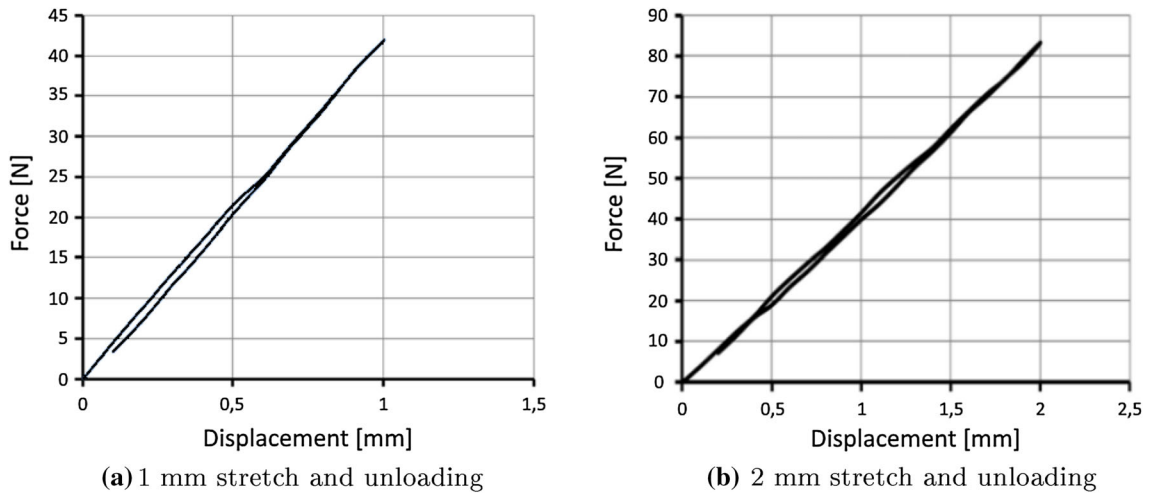 45
40
35
30
25
20
15
10
5
0
Force [N]
0 0,5 1 1,5
Displacement [mm]
(a) 1 mm stretch and unloading
90
80
70
60
50
40
30
20
10
0
Force [N]
0 0,5 1 1,5 2 2,5
Displacement [mm]
(b) 2 mm stretch and unloading